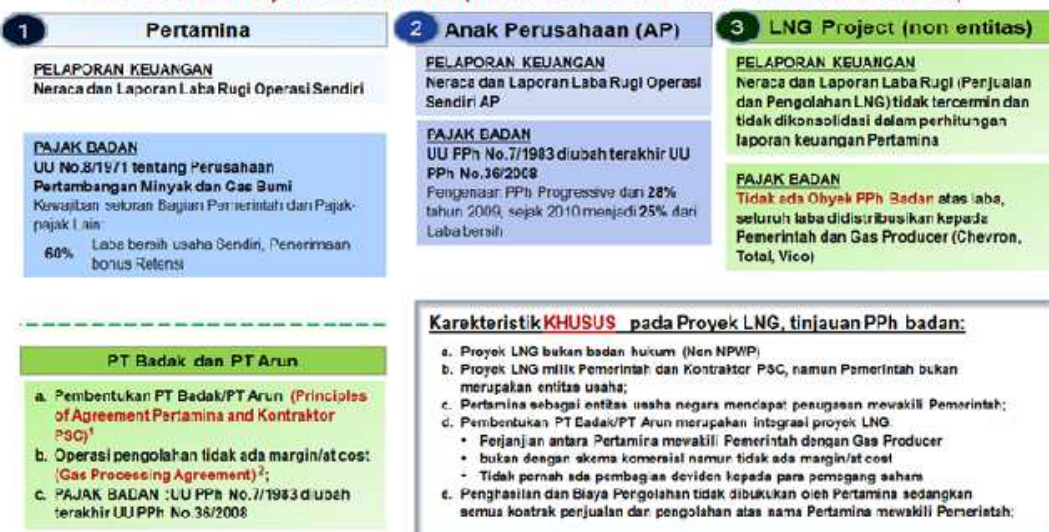 1 Pertamina
PELAPORAN KEUANGAN
Neraca dan Laporan Laba Rugi Operasi Sendiri
PAJAK BADAN
UU No.8/1971 tentang Perusahaan
Pertambangan Minyak dan Gas Bumi
Kewajiban setoran Bagian Pemerintah dan Pajak-
pajak Lain:
60% Laba bersih usaha Sendiri, Penerimaan
bonus Retensi
2 Anak Perusahaan (AP)
PELAPORAN KEUANGAN
Neraca dan Laporan Laba Rugi Operasi
Sendiri AP
PAJAK BADAN
UU PPh No.7/1983 diubah terakhir UU
PPh No.36/2008
Pengenaan PPh Progressive dari 28%
tahun 2009, sejak 2010 menjadi 25% dari
Laba bersih
3 LNG Project (non entitas)
PELAPORAN KEUANGAN
Neraca dan Laporan Laba Rugi (Penjualan
dan Pengolahan LNG) tidak tercermin dan
tidak dikonsolidasi dalam perhitungan
laporan keuangan Pertamina
PAJAK BADAN
Tidak ada Obyek PPh Badan atas laba,
seluruh laba didistribusikan kepada
Pemerintah dan Gas Producer (Chevron,
Total, Vico)
PT Badak dan PT Arun
a. Pembentukan PT Badak/PT Arun (Principles
of Agreement Pertamina and Kontraktor
PSC)¹
b. Operasi pengolahan tidak ada margin/at cost
(Gas Processing Agreement)²;
c. PAJAK BADAN :UU PPh No.7/1983 diubah
terakhir UU PPh No.36/2008
Karekteristik KHUSUS pada Proyek LNG, tinjauan PPh badan:
a. Proyek LNG bukan badan hukum (Non NPWP)
b. Proyek LNG milik Pemerintah dan Kontraktor PSC, namun Pemerintah bukan
merupakan entitas usaha;
c. Pertamina sebagai entitas usaha negara mendapat penugasan mewakili Pemerintah;
d. Pembentukan PT Badak/PT Arun merupakan integrasi proyek LNG.
• Perjanjian antara Pertamina mewakili Pemerintah dengan Gas Producer
• bukan dengan skema komersial namun tidak ada margin/at cost
• Tidak pernah ada pembagian deviden kepada para pemegang saham
e. Penghasilan dan Biaya Pengolahan tidak dibukukan oleh Pertamina sedangkan
semua kontrak penjualan dan pengolahan atas nama Pertamina mewakili Pemerintah;